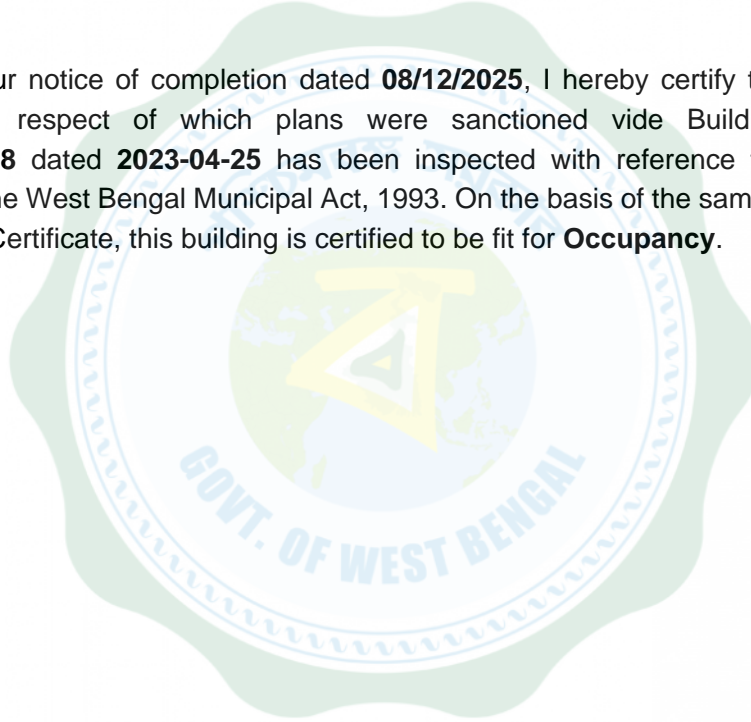 ur notice of completion dated 08/12/2025, I hereby certify t
respect of which plans were sanctioned vide Build
8 dated 2023-04-25 has been inspected with reference
he West Bengal Municipal Act, 1993. On the basis of the sam
Certificate, this building is certified to be fit for Occupancy.
GOVT. OF WEST BENGAL